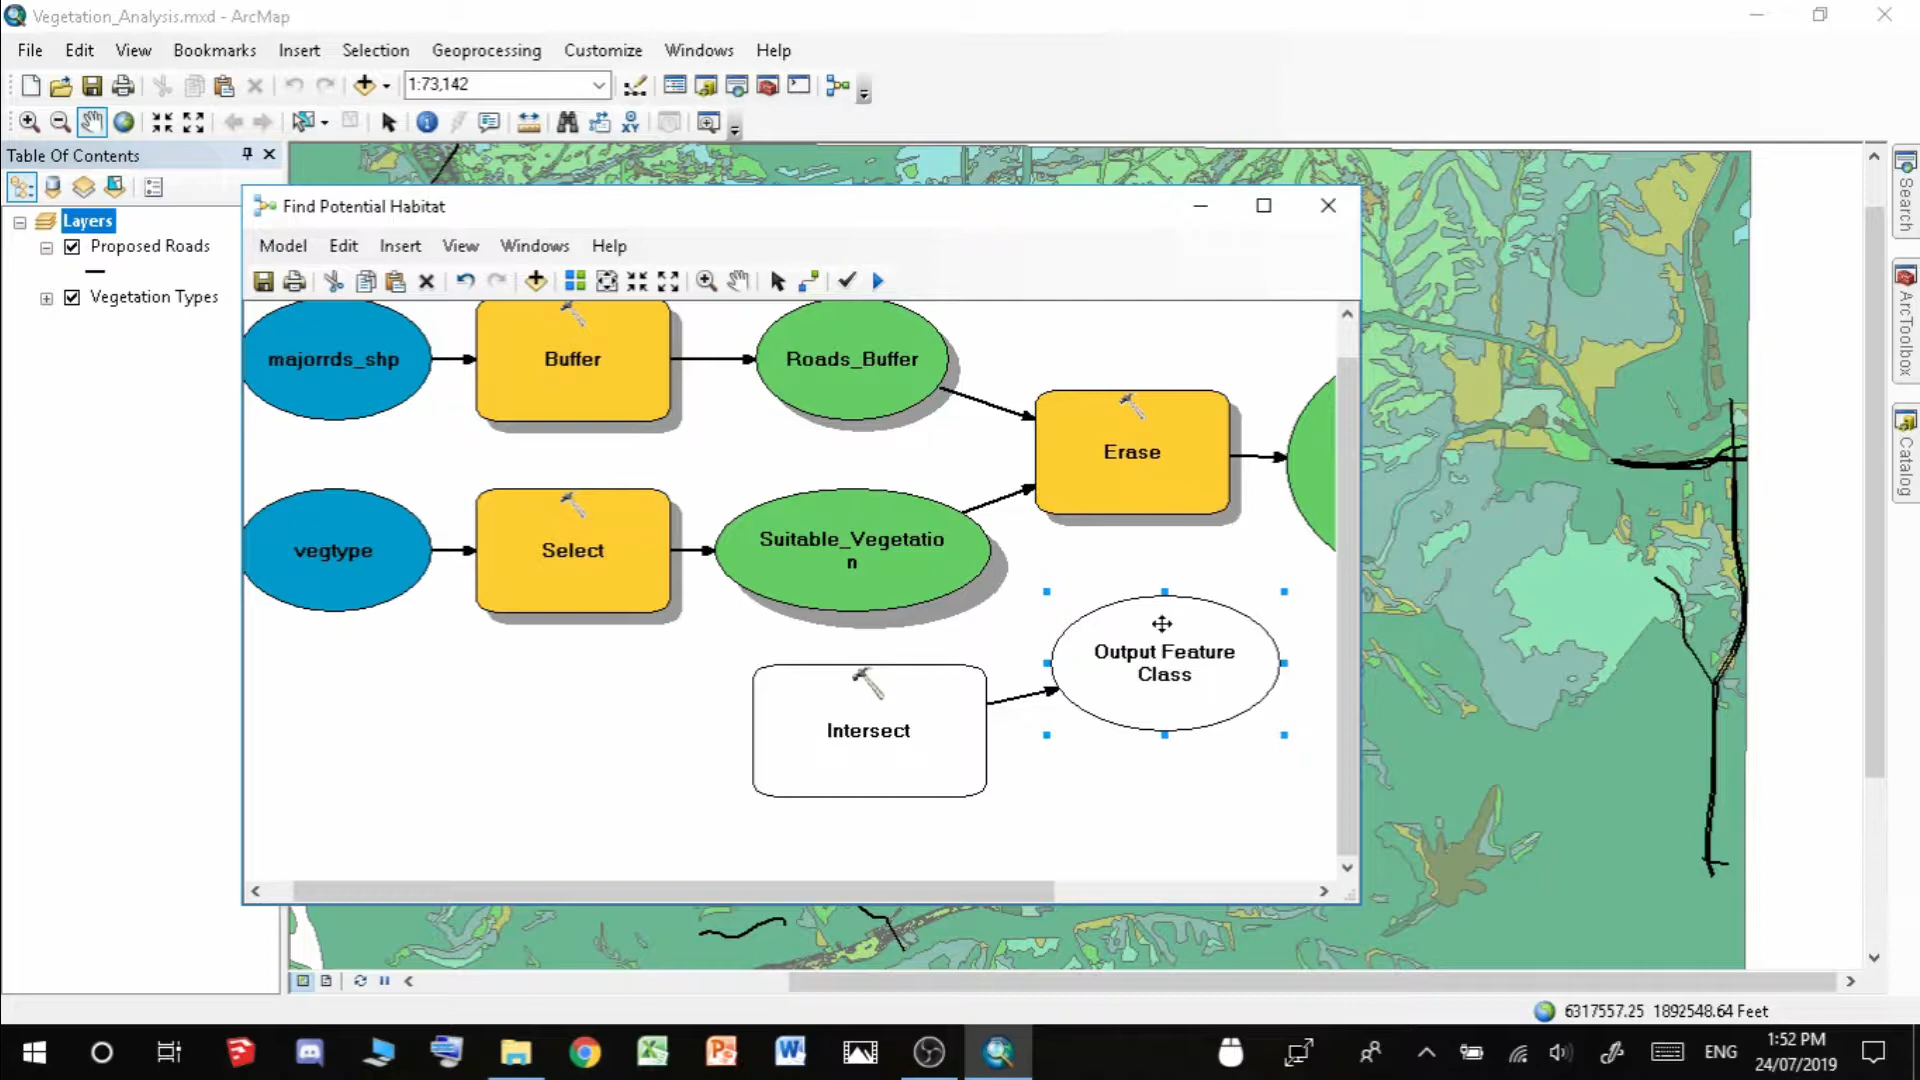 Vegetation_Analysis.mxd - ArcMap
File Edit View Bookmarks Insert Selection Geoprocessing Customize Windows Help
1:73,142
XY
Table Of Contents
Layers
Proposed Roads
Vegetation Types
Find Potential Habitat
Model Edit Insert View Windows Help
majorrds_shp
Buffer
Roads_Buffer
Erase
vegtype
Select
Suitable_Vegetatio
n
Output Feature
Class
Intersect
Search
ArcToolbox
Catalog
6317557.25 1892548.64 Feet
ENG
1:52 PM
24/07/2019